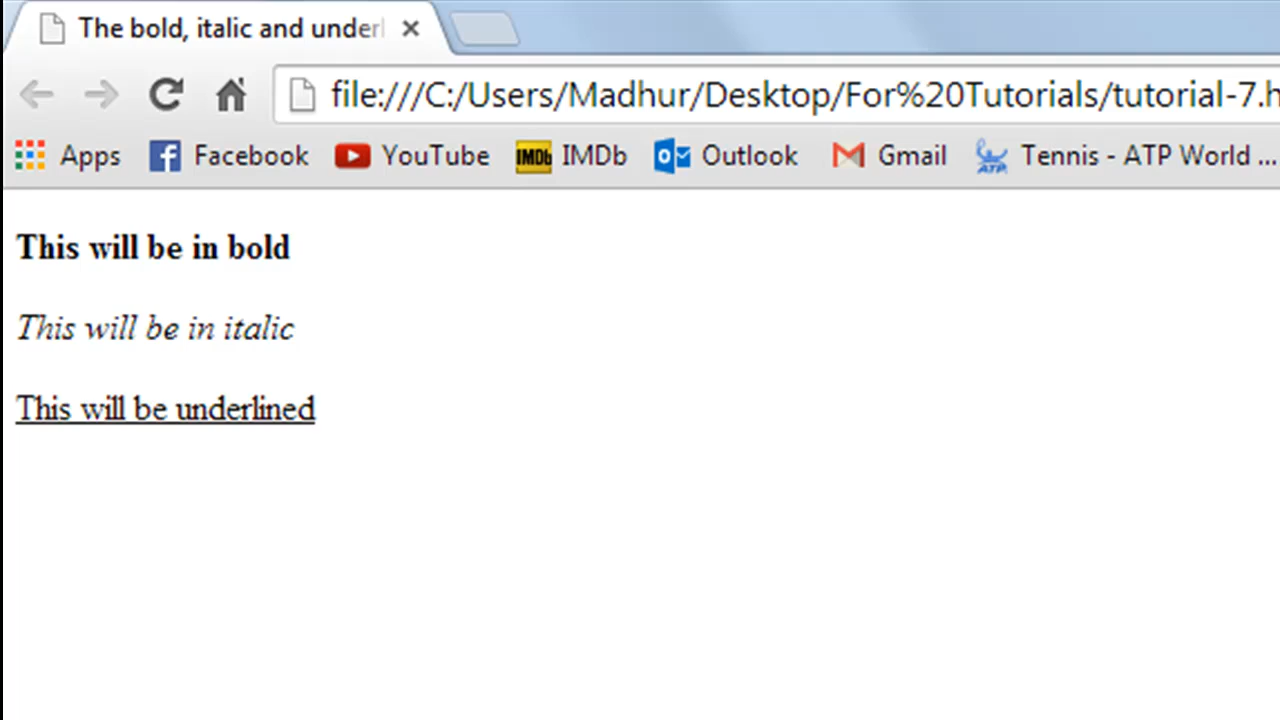 The bold, italic and underl
file:///C:/Users/Madhur/Desktop/For%20Tutorials/tutorial-7.h
Apps Facebook YouTube IMDb IMDb Outlook Gmail ATP Tennis - ATP World ...
This will be in bold
This will be in italic
This will be underlined